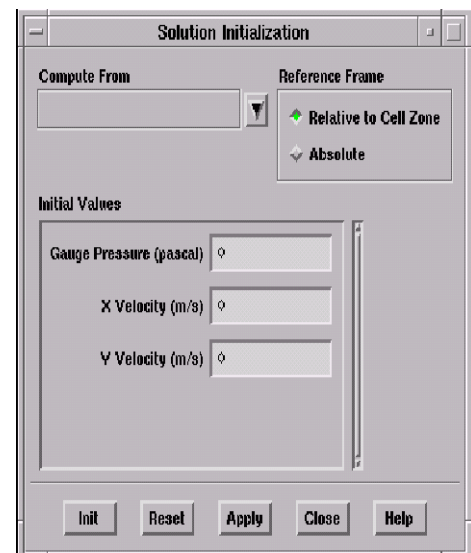 Solution Initialization
Compute From
Reference Frame
Relative to Cell Zone
Absolute
Initial Values
Gauge Pressure (pascal) 0
X Velocity (m/s) 0
Y Velocity (m/s) 0
Init Reset Apply Close Help